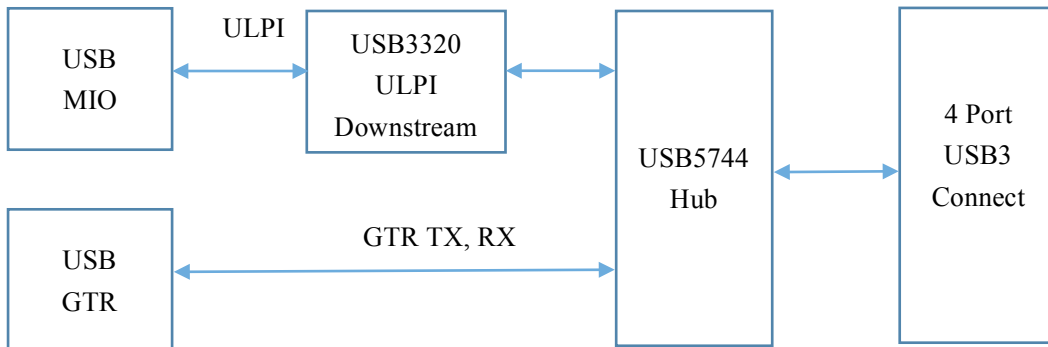 USB
MIO
ULPI
USB3320
ULPI
Downstream
USB5744
Hub
4 Port
USB3
Connect
USB
GTR
GTR TX, RX